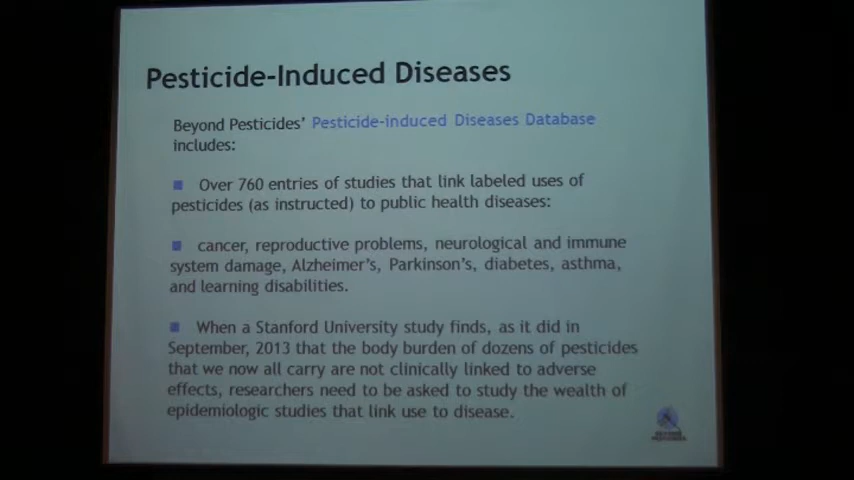 Pesticide-Induced Diseases
Beyond Pesticides' Pesticide-induced Diseases Database
includes:
Over 760 entries of studies that link labeled uses of
pesticides (as instructed) to public health diseases:
cancer, reproductive problems, neurological and immune
system damage, Alzheimer's, Parkinson's, diabetes, asthma,
and learning disabilities.
When a Stanford University study finds, as it did in
September, 2013 that the body burden of dozens of pesticides
that we now all carry are not clinically linked to adverse
effects, researchers need to be asked to study the wealth of
epidemiologic studies that link use to disease.